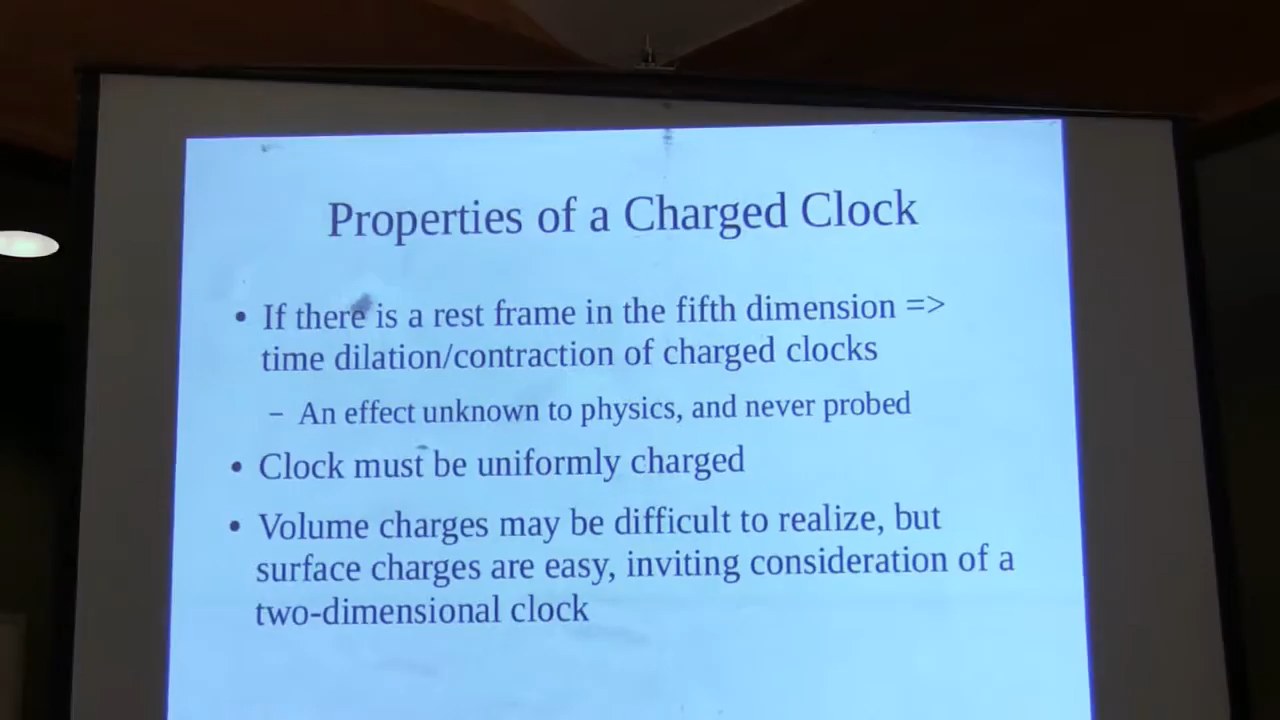 Properties of a Charged Clock
• If there is a rest frame in the fifth dimension =>
time dilation/contraction of charged clocks
– An effect unknown to physics, and never probed
• Clock must be uniformly charged
• Volume charges may be difficult to realize, but
surface charges are easy, inviting consideration of a
two-dimensional clock